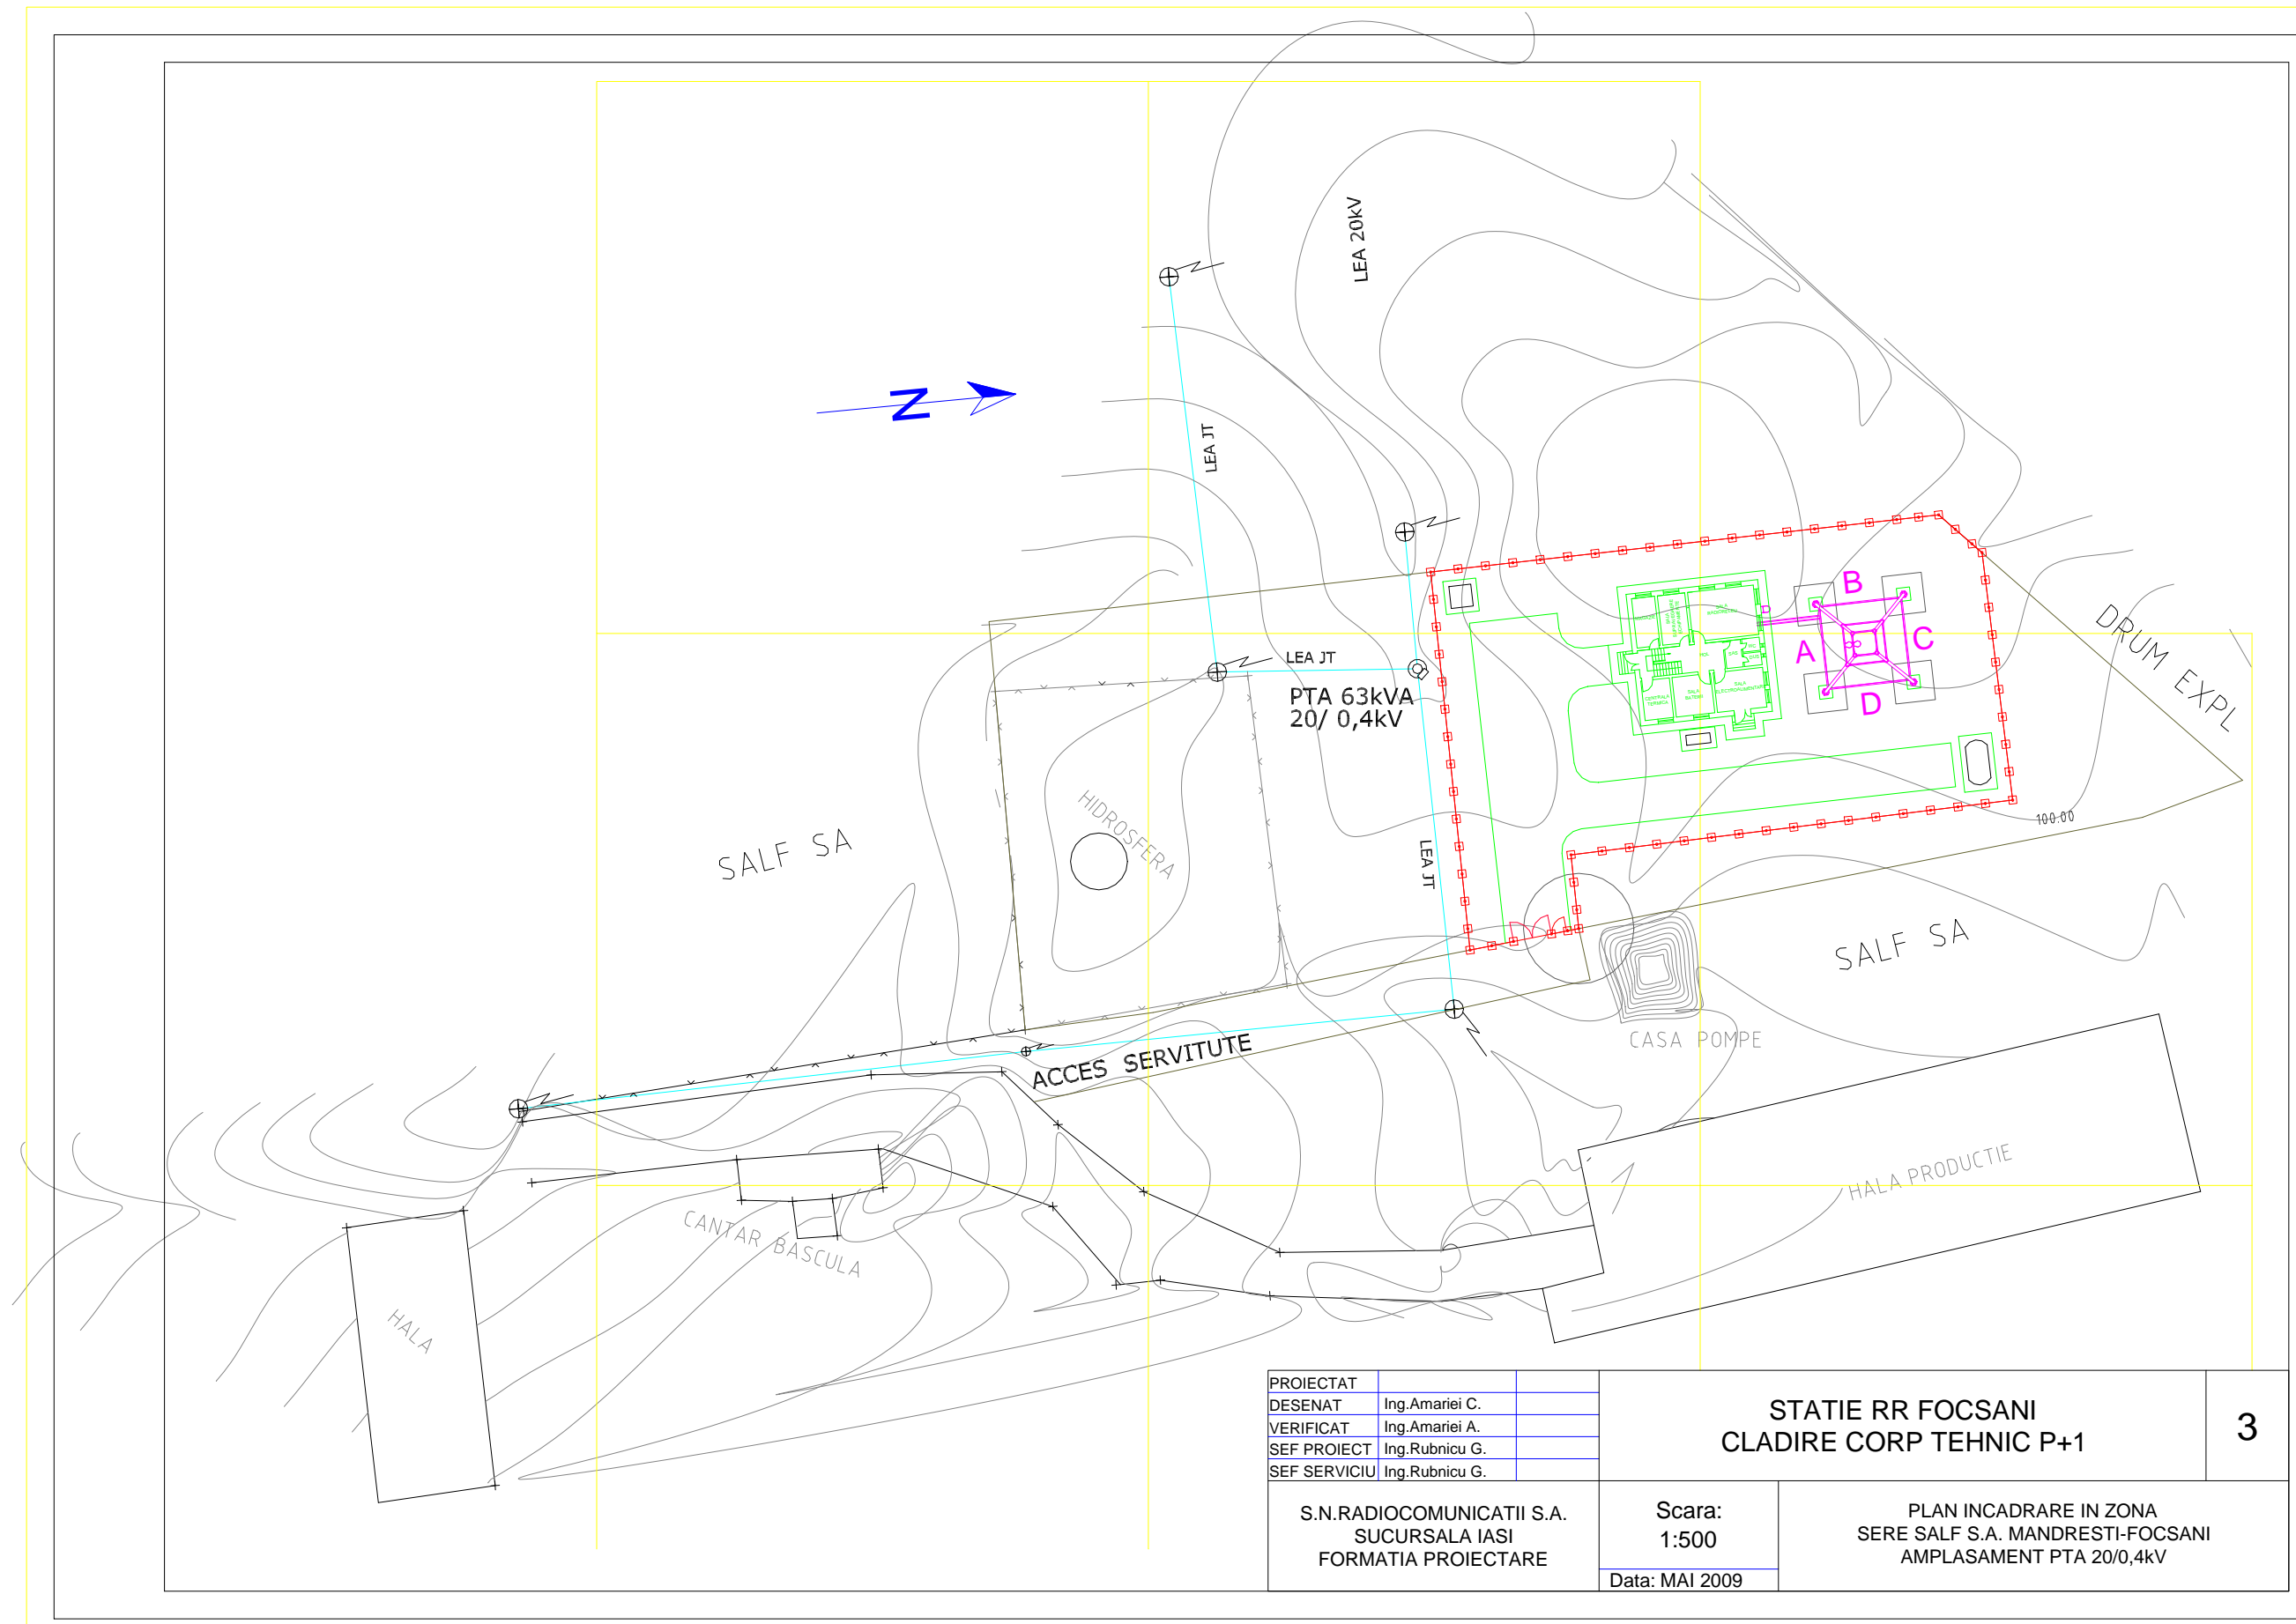 LEA 20kV
N
LEA JT
LEA JT
PTA 63kVA
20/ 0,4kV
LEA JT
B
A
C
D
DRUM EXPL
100.00
HIDROSFERA
SALF SA
SALF SA
CASA POMPE
ACCES SERVITUTE
HALA PRODUCTIE
CANTAR BASCULA
HALA
PROIECTAT
DESENAT Ing.Amariei C.
VERIFICAT Ing.Amariei A.
SEF PROIECT Ing.Rubnicu G.
SEF SERVICIU Ing.Rubnicu G.
STATIE RR FOCSANI
CLADIRE CORP TEHNIC P+1
3
S.N.RADIOCOMUNICATII S.A.
SUCURSALA IASI
FORMATIA PROIECTARE
Scara:
1:500
Data: MAI 2009
PLAN INCADRARE IN ZONA
SERE SALF S.A. MANDRESTI-FOCSANI
AMPLASAMENT PTA 20/0,4kV